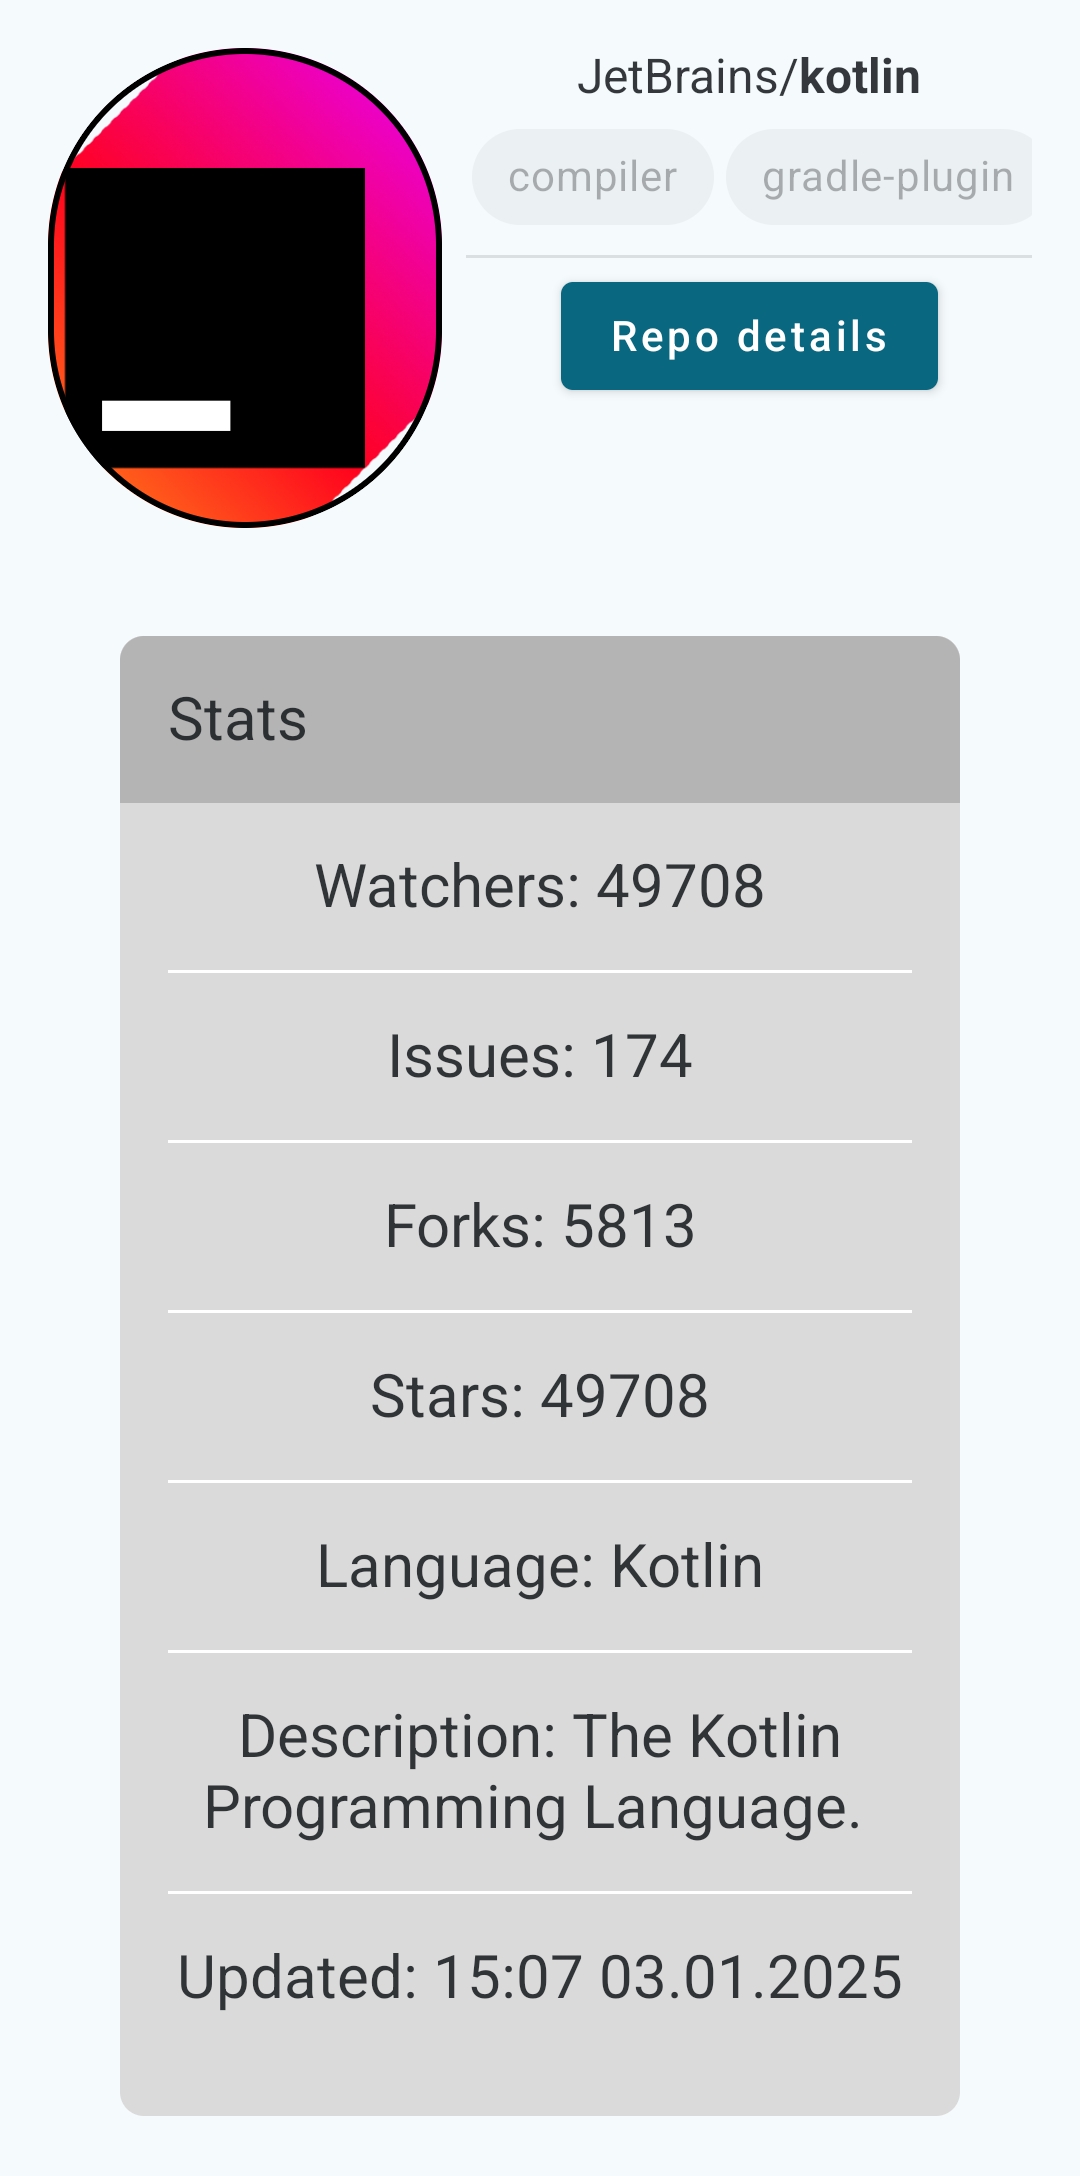 JetBrains/kotlin
compiler gradle-plugin
Repo details
Stats
Watchers: 49708
Issues: 174
Forks: 5813
Stars: 49708
Language: Kotlin
Description: The Kotlin
Programming Language.
Updated: 15:07 03.01.2025